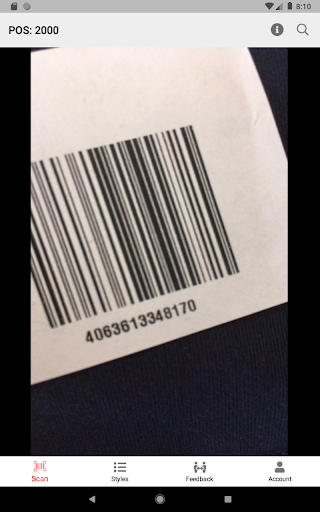 8:10
POS: 2000
4063613348170
Scan
Styles
Feedback
Account